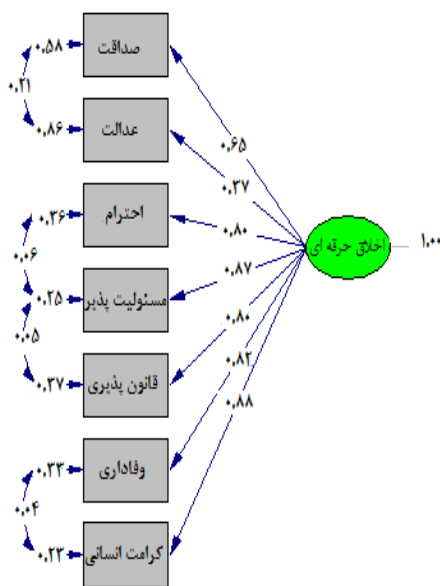 ۰.۵۸
صداقت
۰.۲۱
۰.۸۶
عدالت
۰.۳۶
احترام
۰.۰۶
۰.۲۵
مسئولیت پذیر
۰.۰۵
۰.۳۷
قانون پذیری
۰.۳۳
وفاداری
۰.۰۴
۰.۲۳
کرامت انسانی
۰.۶۵
۰.۳۷
۰.۸۰
۰.۸۷
۰.۸۰
۰.۸۲
۰.۸۸
اخلاق حرقه ای
۱.۰۰